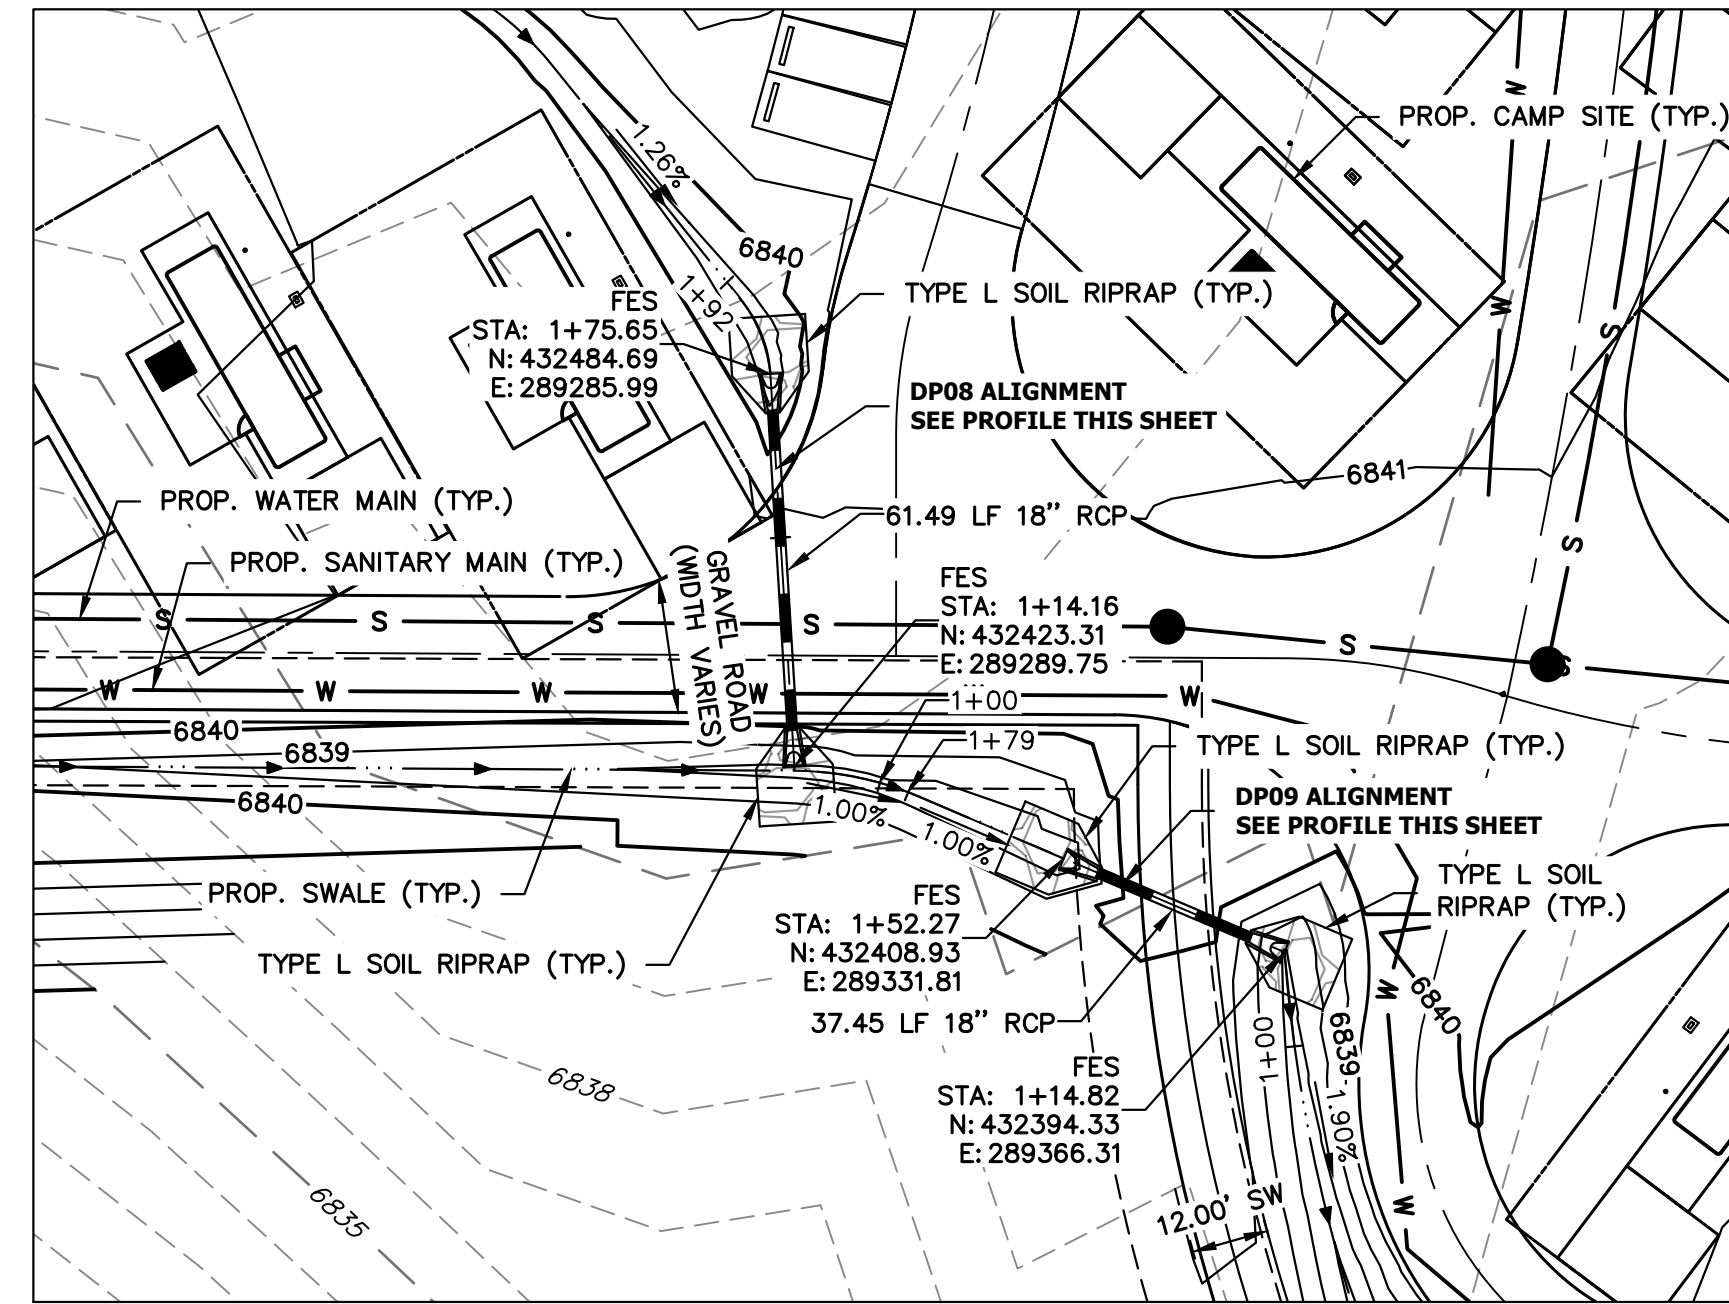 PROP. CAMP SITE (TYP.)
W
1.26%
6840
1+92
TYPE L SOIL RIPRAP (TYP.)
FES
STA: 1+75.65
N: 432484.69
E: 289285.99
W
S
DP08 ALIGNMENT
SEE PROFILE THIS SHEET
6841
PROP. WATER MAIN (TYP.)
61.49 LF 18” RCP
PROP. SANITARY MAIN (TYP.)
S
GRAVEL ROAD
(WIDTH VARIES)
FES
STA: 1+14.16
N: 432423.31
E: 289289.75
S
S
S
S
S
S
W
W
W
W
W
1+00
6840
6839
1+79
TYPE L SOIL RIPRAP (TYP.)
6840
1.00%
1.00%
DP09 ALIGNMENT
SEE PROFILE THIS SHEET
PROP. SWALE (TYP.)
TYPE L SOIL
RIPRAP (TYP.)
FES
STA: 1+52.27
N: 432408.93
E: 289331.81
TYPE L SOIL RIPRAP (TYP.)
37.45 LF 18” RCP
W
6840
1+00
6839
1.90%
FES
STA: 1+14.82
N: 432394.33
E: 289366.31
6838
6835
12.00' SW
W